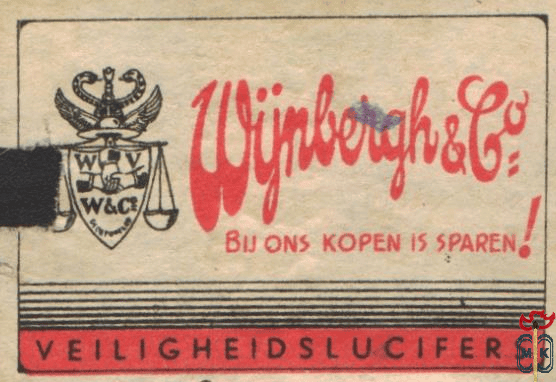 Wijnbergh & Co
Bij ons kopen is sparen!
W V
W & Co
VEILIGHEIDSLUCIFERS
M K